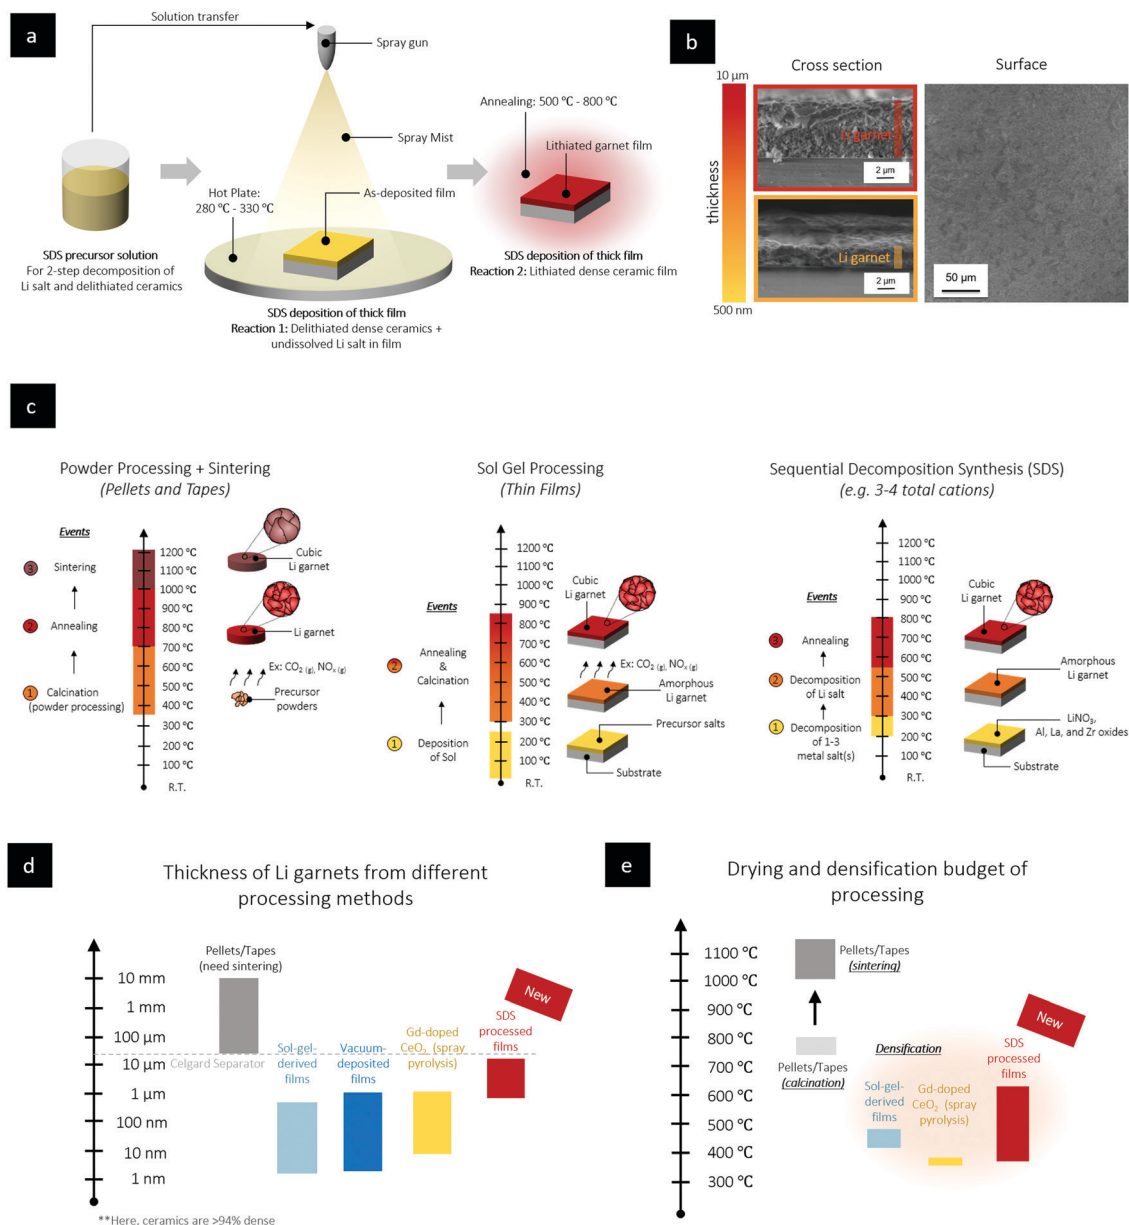 a
Solution transfer
Spray gun
Spray Mist
As-deposited film
Hot Plate:
280 °C - 330 °C
SDS precursor solution
For 2-step decomposition of
Li salt and delithiated ceramics
SDS deposition of thick film
Reaction 1: Delithiated dense ceramics +
undissolved Li salt in film
Annealing: 500 °C - 800 °C
Lithiated garnet film
SDS deposition of thick film
Reaction 2: Lithiated dense ceramic film
b
10 µm
thickness
500 nm
Cross section
Surface
Li garnet
2 µm
Li garnet
2 µm
50 µm
c
Powder Processing + Sintering
(Pellets and Tapes)
Events
3 Sintering
2 Annealing
1 Calcination
(powder processing)
1200 °C
1100 °C
1000 °C
900 °C
800 °C
700 °C
600 °C
500 °C
400 °C
300 °C
200 °C
100 °C
R.T.
Cubic
Li garnet
Li garnet
Ex: CO2 (g), NOx (g)
Precursor
powders
Sol Gel Processing
(Thin Films)
Events
2 Annealing
&
Calcination
1 Deposition
of Sol
1200 °C
1100 °C
1000 °C
900 °C
800 °C
700 °C
600 °C
500 °C
400 °C
300 °C
200 °C
100 °C
R.T.
Cubic
Li garnet
Ex: CO2 (g), NOx (g)
Amorphous
Li garnet
Precursor salts
Substrate
Sequential Decomposition Synthesis (SDS)
(e.g. 3-4 total cations)
Events
3 Annealing
2 Decomposition
of Li salt
1 Decomposition
of 1-3
metal salt(s)
1200 °C
1100 °C
1000 °C
900 °C
800 °C
700 °C
600 °C
500 °C
400 °C
300 °C
200 °C
100 °C
R.T.
Cubic
Li garnet
Amorphous
Li garnet
LiNO3,
Al, La, and Zr oxides
Substrate
d
Thickness of Li garnets from different
processing methods
10 mm
1 mm
100 µm
10 µm
1 µm
100 nm
10 nm
1 nm
Pellets/Tapes
(need sintering)
Celgard Separator
Sol-gel-
derived
films
Vacuum-
deposited
films
Gd-doped
CeO2 (spray
pyrolysis)
SDS
processed
films
New
**Here, ceramics are >94% dense
e
Drying and densification budget of
processing
1100 °C
1000 °C
900 °C
800 °C
700 °C
600 °C
500 °C
400 °C
300 °C
Pellets/Tapes
(sintering)
Pellets/Tapes
(calcination)
Densification
Sol-gel-
derived
films
Gd-doped
CeO2 (spray
pyrolysis)
SDS
processed
films
New